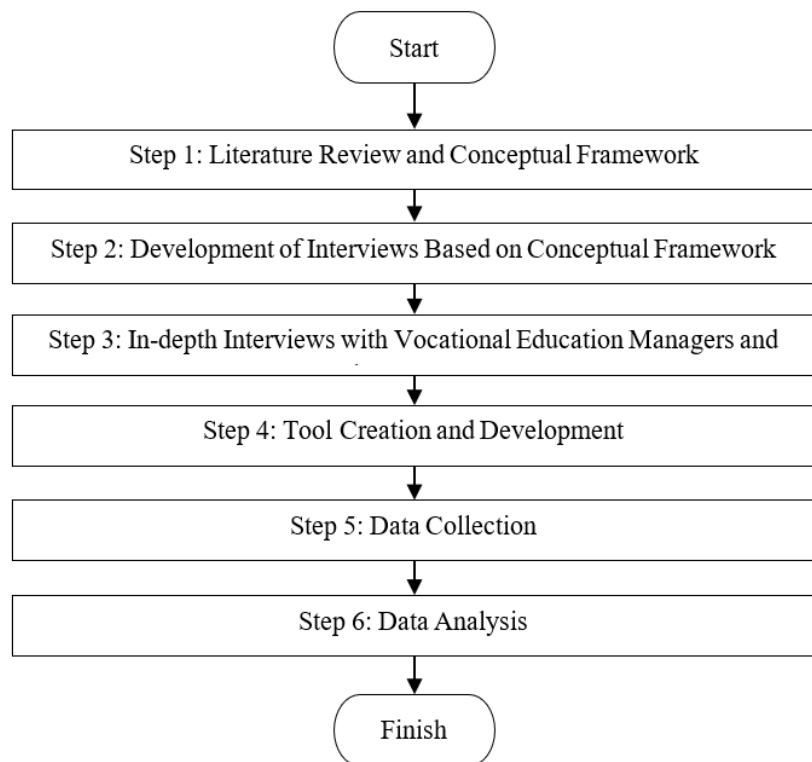 Start
Step 1: Literature Review and Conceptual Framework
Step 2: Development of Interviews Based on Conceptual Framework
Step 3: In-depth Interviews with Vocational Education Managers and
Step 4: Tool Creation and Development
Step 5: Data Collection
Step 6: Data Analysis
Finish